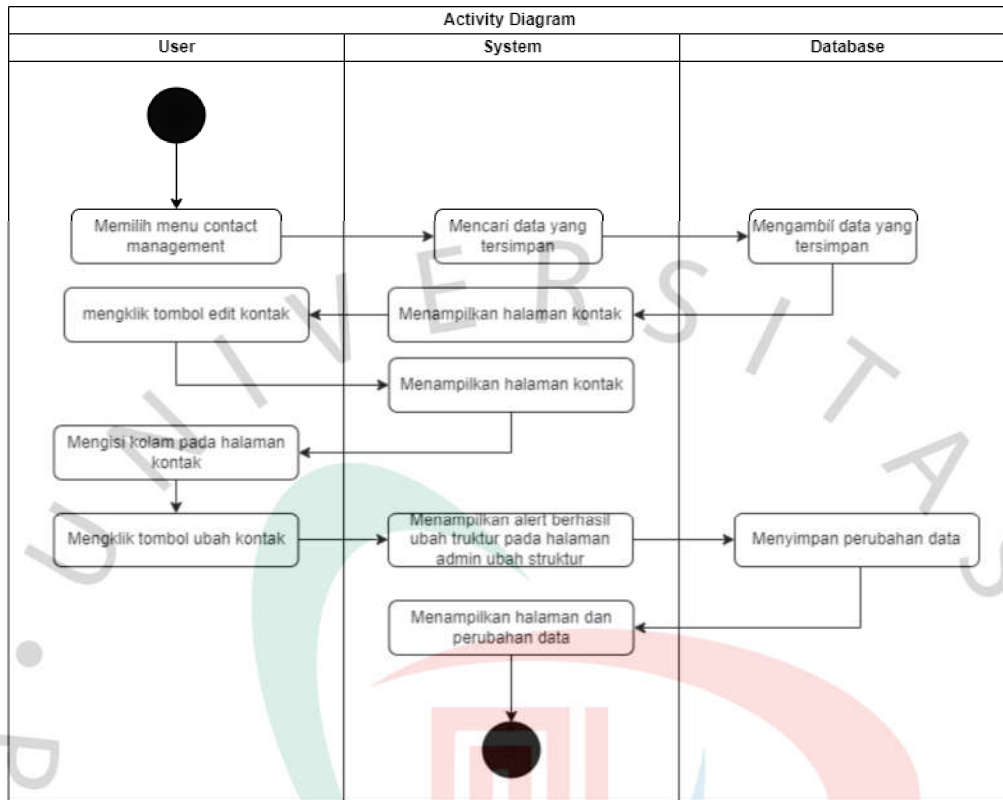 Activity Diagram
User
System
Database
Memilih menu contact
management
Mencari data yang
tersimpan
Mengambil data yang
tersimpan
mengklik tombol edit kontak
Menampilkan halaman kontak
Menampilkan halaman kontak
Mengisi kolam pada halaman
kontak
Mengklik tombol ubah kontak
Menampilkan alert berhasil
ubah truktur pada halaman
admin ubah struktur
Menyimpan perubahan data
Menampilkan halaman dan
perubahan data
P . UNIVERSITAS